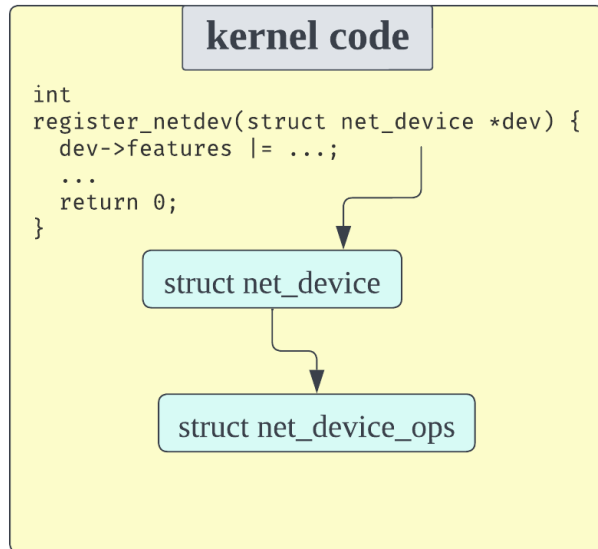 kernel code
int
register_netdev(struct net_device *dev) {
  dev->features |= ...;
  ...
  return 0;
}
struct net_device
struct net_device_ops